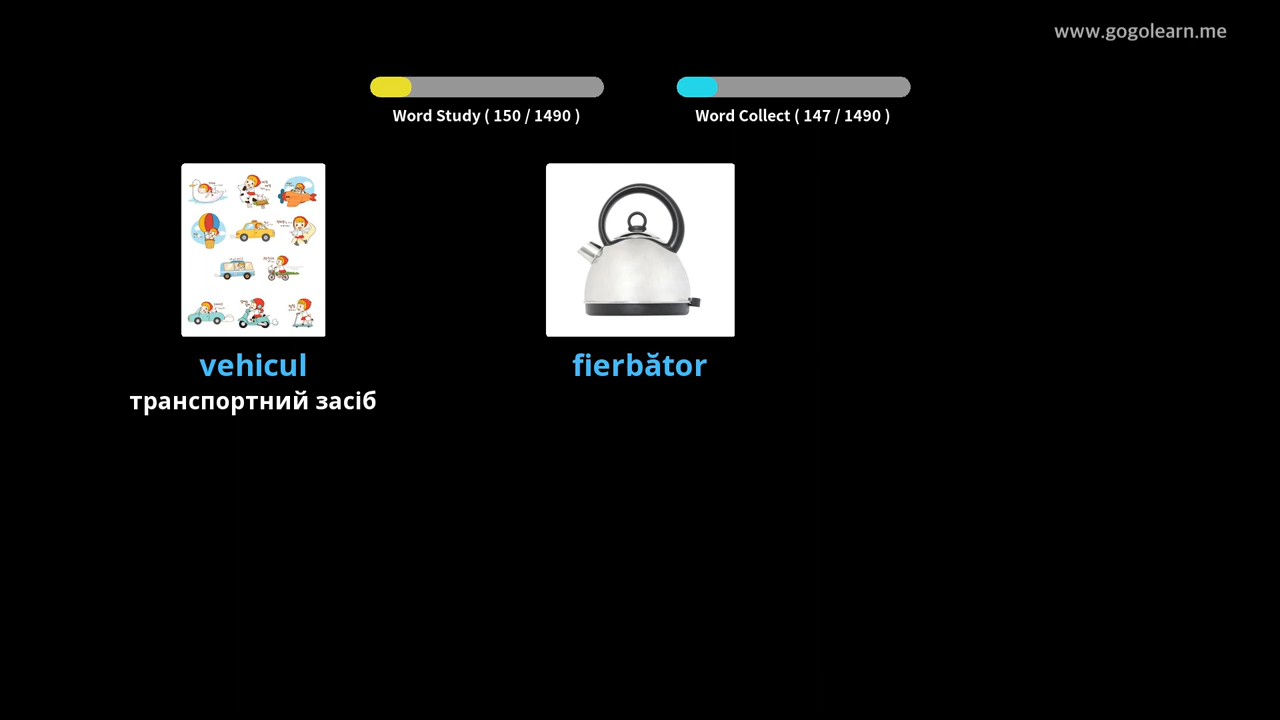 www.gogolearn.me
Word Study ( 150 / 1490 )
Word Collect ( 147 / 1490 )
vehicul
fierbător
транспортний засіб